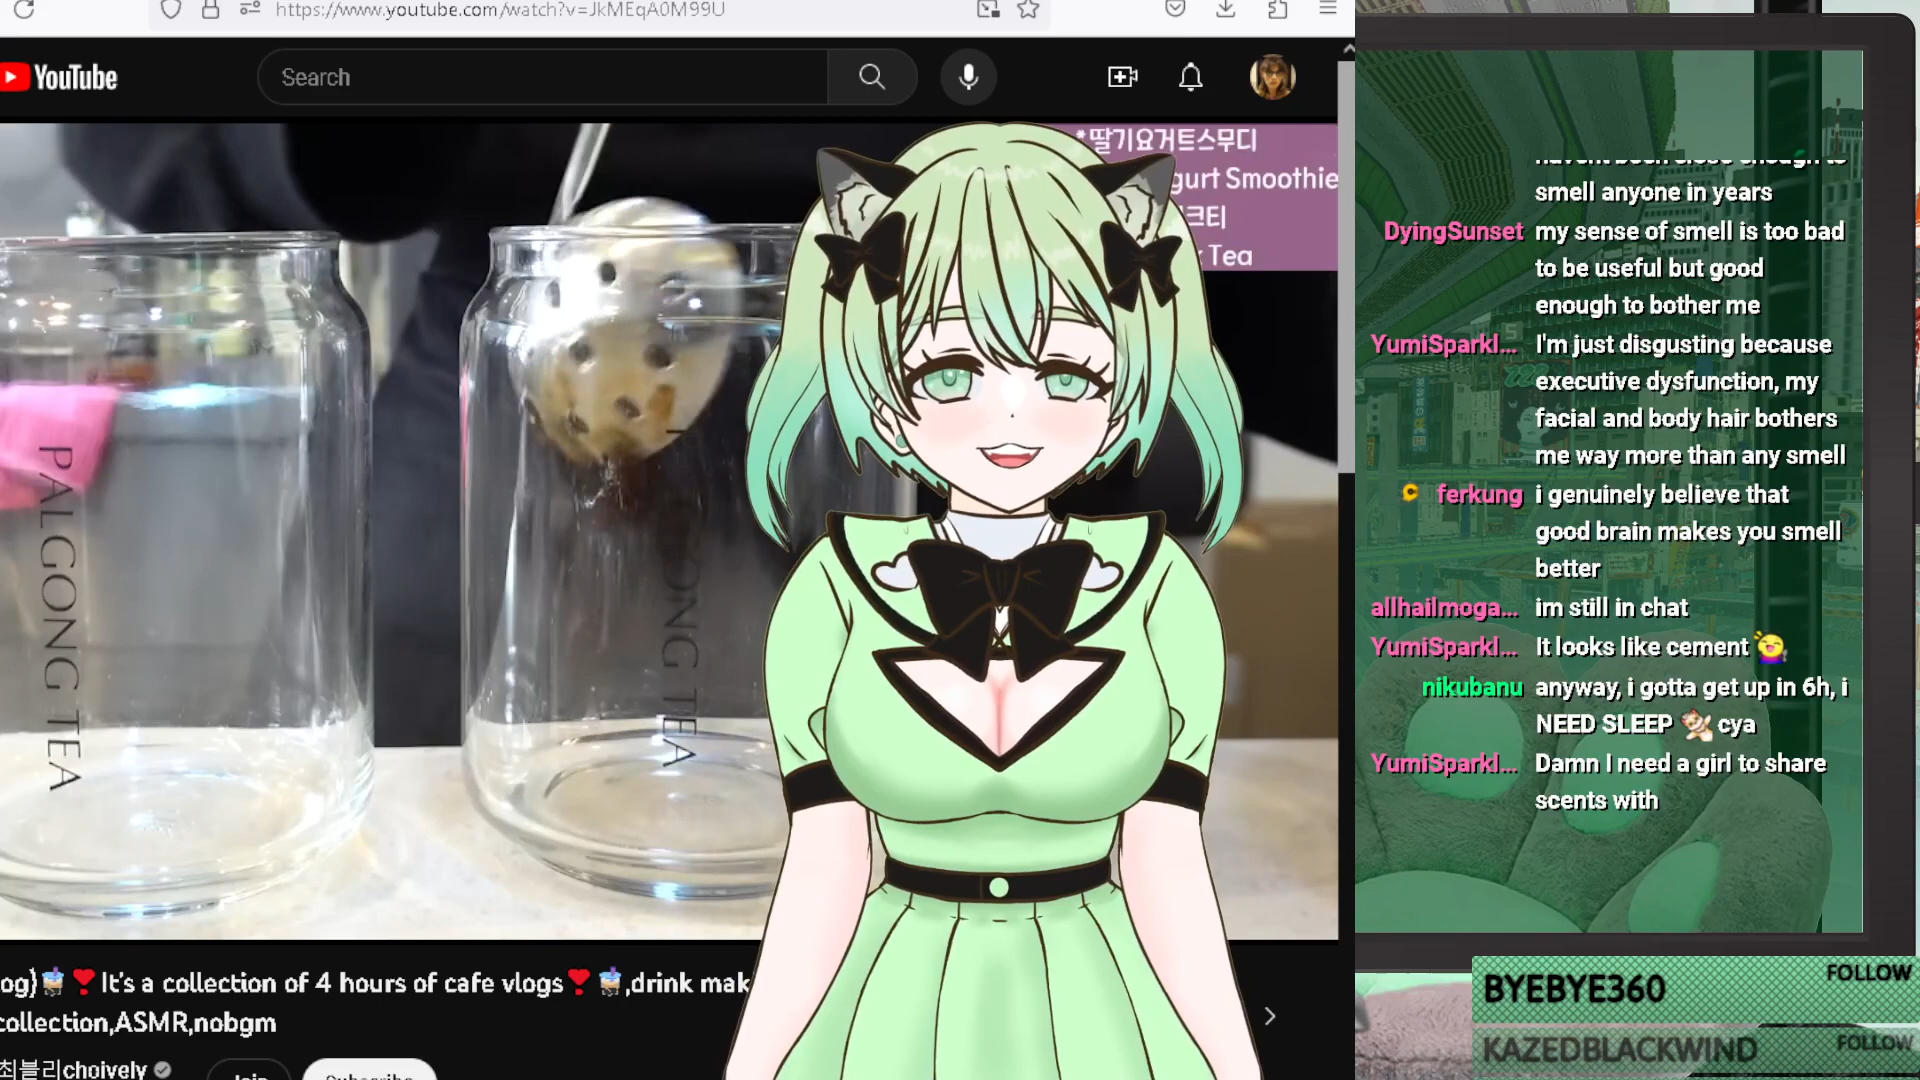 https://www.youtube.com/watch?v=JkMEqA0M99U
YouTube
Search
*딸기요거트스무디
gurt Smoothie
크티
Tea
PALGONG TEA
TEA
og} It's a collection of 4 hours of cafe vlogs ,drink mak
collection,ASMR,nobgm
최블리choively
Join
Subscribe
smell anyone in years
DyingSunset my sense of smell is too bad
to be useful but good
enough to bother me
YumiSparkl... I'm just disgusting because
executive dysfunction, my
facial and body hair bothers
me way more than any smell
ferkung i genuinely believe that
good brain makes you smell
better
allhailmoga... im still in chat
YumiSparkl... It looks like cement
nikubanu anyway, i gotta get up in 6h, i
NEED SLEEP cya
YumiSparkl... Damn I need a girl to share
scents with
BYEBYE360 FOLLOW
KAZEDBLACKWIND FOLLOW